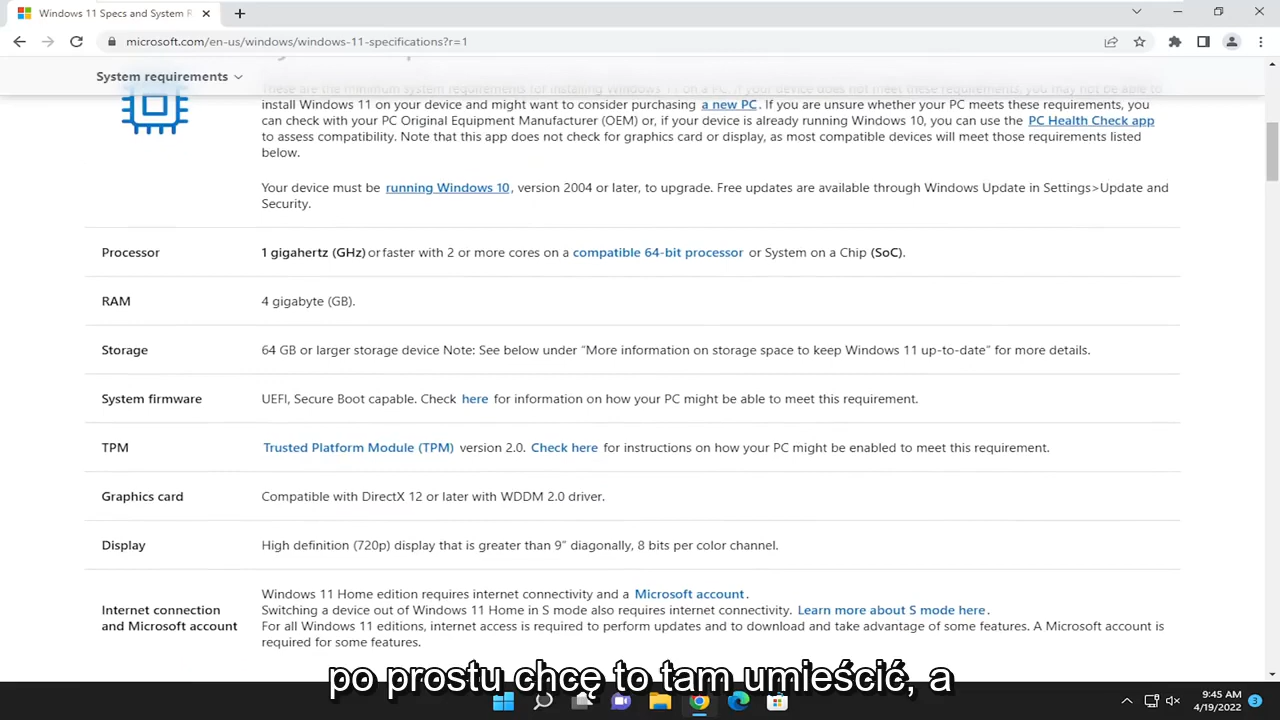 Windows 11 Specs and System R
microsoft.com/en-us/windows/windows-11-specifications?r=1
System requirements
These are the minimum system requirements for installing Windows 11 on a PC. If your device does not meet these requirements, you may not be able to
install Windows 11 on your device and might want to consider purchasing a new PC. If you are unsure whether your PC meets these requirements, you
can check with your PC Original Equipment Manufacturer (OEM) or, if your device is already running Windows 10, you can use the PC Health Check app
to assess compatibility. Note that this app does not check for graphics card or display, as most compatible devices will meet those requirements listed
below.
Your device must be running Windows 10, version 2004 or later, to upgrade. Free updates are available through Windows Update in Settings>Update and
Security.
Processor
1 gigahertz (GHz) or faster with 2 or more cores on a compatible 64-bit processor or System on a Chip (SoC).
RAM
4 gigabyte (GB).
Storage
64 GB or larger storage device Note: See below under “More information on storage space to keep Windows 11 up-to-date” for more details.
System firmware
UEFI, Secure Boot capable. Check here for information on how your PC might be able to meet this requirement.
TPM
Trusted Platform Module (TPM) version 2.0. Check here for instructions on how your PC might be enabled to meet this requirement.
Graphics card
Compatible with DirectX 12 or later with WDDM 2.0 driver.
Display
High definition (720p) display that is greater than 9” diagonally, 8 bits per color channel.
Internet connection
and Microsoft account
Windows 11 Home edition requires internet connectivity and a Microsoft account.
Switching a device out of Windows 11 Home in S mode also requires internet connectivity. Learn more about S mode here.
For all Windows 11 editions, internet access is required to perform updates and to download and take advantage of some features. A Microsoft account is
required for some features.
po prostu chcę to tam umieścić, a
9:45 AM
4/19/2022
3